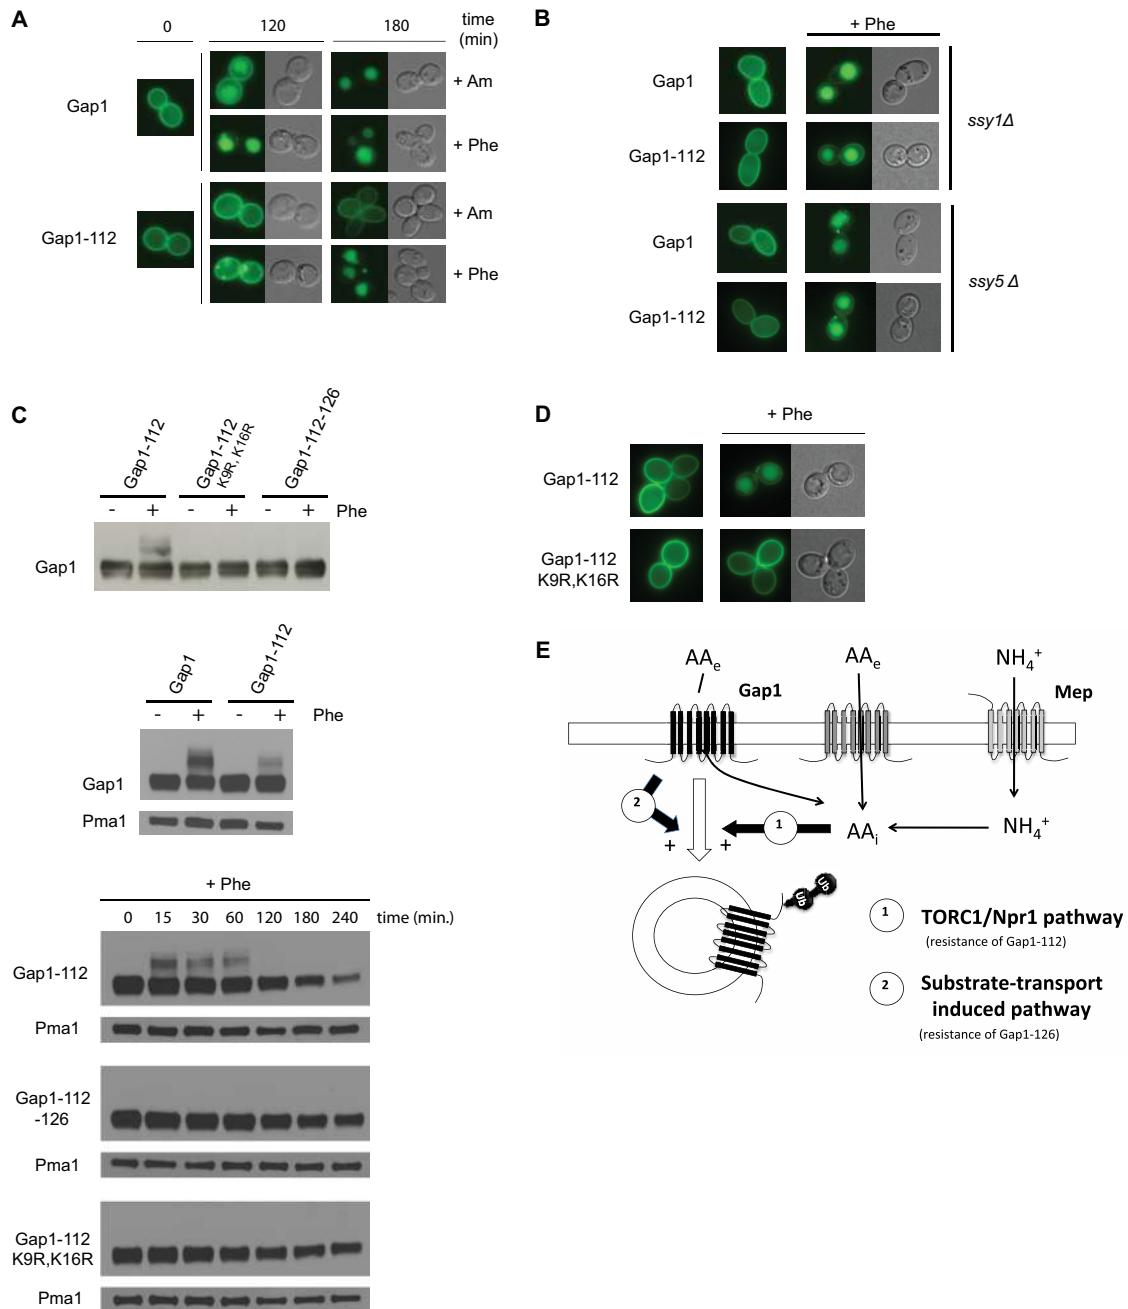 A
0
120
180
time
(min)
Gap1
+ Am
+ Phe
Gap1-112
+ Am
+ Phe
B
+ Phe
Gap1
Gap1-112
ssy1Δ
Gap1
Gap1-112
ssy5 Δ
C
Gap1-112
Gap1-112
K9R, K16R
Gap1-112-126
- + - + - + Phe
Gap1
Gap1
Gap1-112
- + - + Phe
Gap1
Pma1
+ Phe
0 15 30 60 120 180 240 time (min.)
Gap1-112
Pma1
Gap1-112
-126
Pma1
Gap1-112
K9R,K16R
Pma1
D
+ Phe
Gap1-112
Gap1-112
K9R,K16R
E
AAe
Gap1
AAe
NH4+
Mep
2
+
+
1
AAi
NH4+
Ub
Ub
1 TORC1/Npr1 pathway
(resistance of Gap1-112)
2 Substrate-transport
induced pathway
(resistance of Gap1-126)